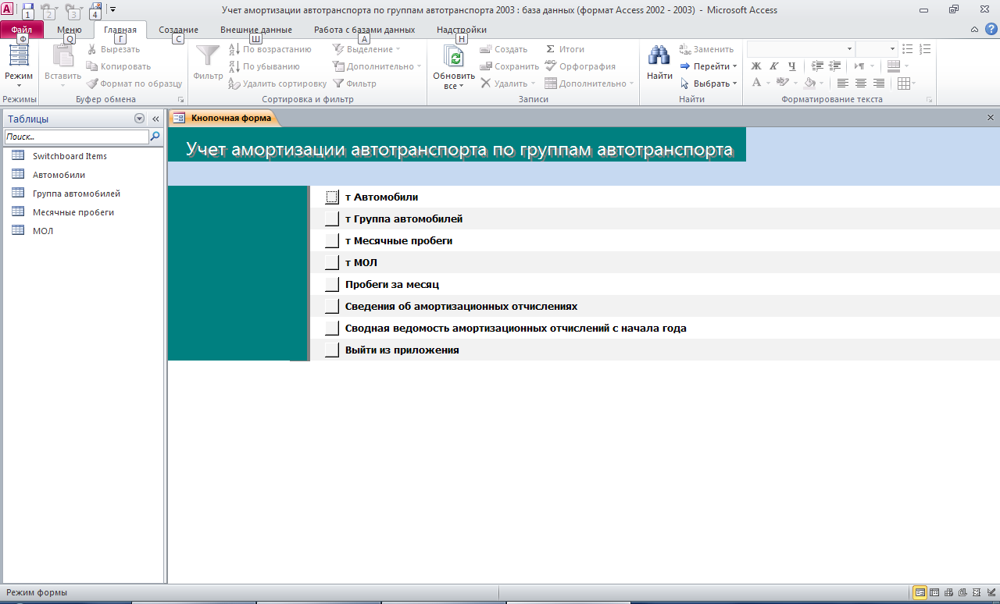 Учет амортизации автотранспорта по группам автотранспорта 2003 : база данных (формат Access 2002 - 2003) - Microsoft Access
1 2 3 4
Файл Меню Главная Создание Внешние данные Работа с базами данных Надстройки
Ф Q Г С Ш А Н
Режим
Режимы
Вставить
Вырезать
Копировать
Формат по образцу
Буфер обмена
Фильтр
По возрастанию
По убыванию
Удалить сортировку
Выделение
Дополнительно
Фильтр
Сортировка и фильтр
Обновить
все
Создать
Сохранить
Удалить
Итоги
Орфография
Дополнительно
Записи
Найти
Заменить
Перейти
Выбрать
Найти
Ж К Ч
Форматирование текста
Таблицы
Поиск...
Switchboard Items
Автомобили
Группа автомобилей
Месячные пробеги
МОЛ
Кнопочная форма
Учет амортизации автотранспорта по группам автотранспорта
т Автомобили
т Группа автомобилей
т Месячные пробеги
т МОЛ
Пробеги за месяц
Сведения об амортизационных отчислениях
Сводная ведомость амортизационных отчислений с начала года
Выйти из приложения
Режим формы